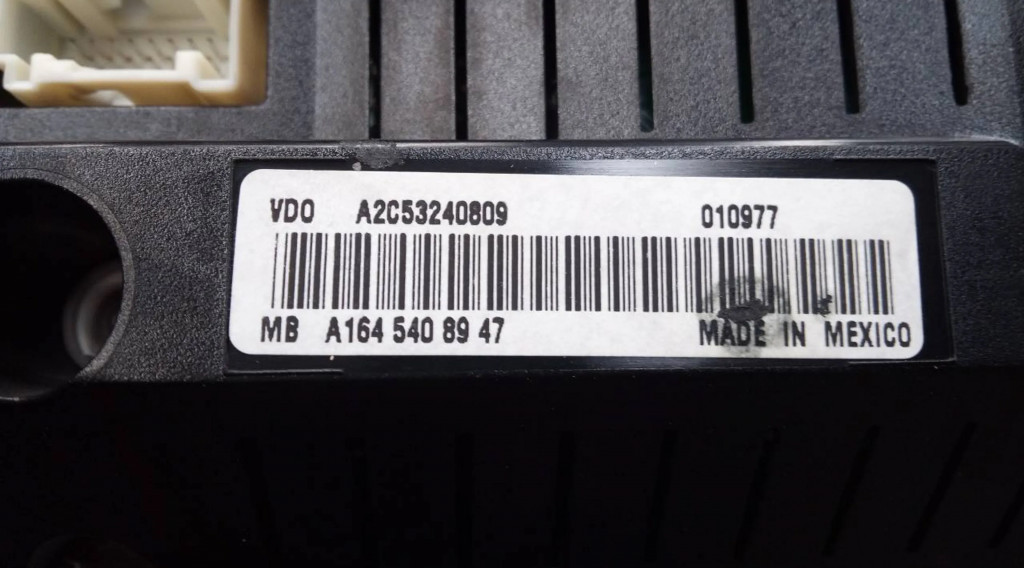 VDO A2C53240809 010977
MB A164 540 89 47 MADE IN MEXICO